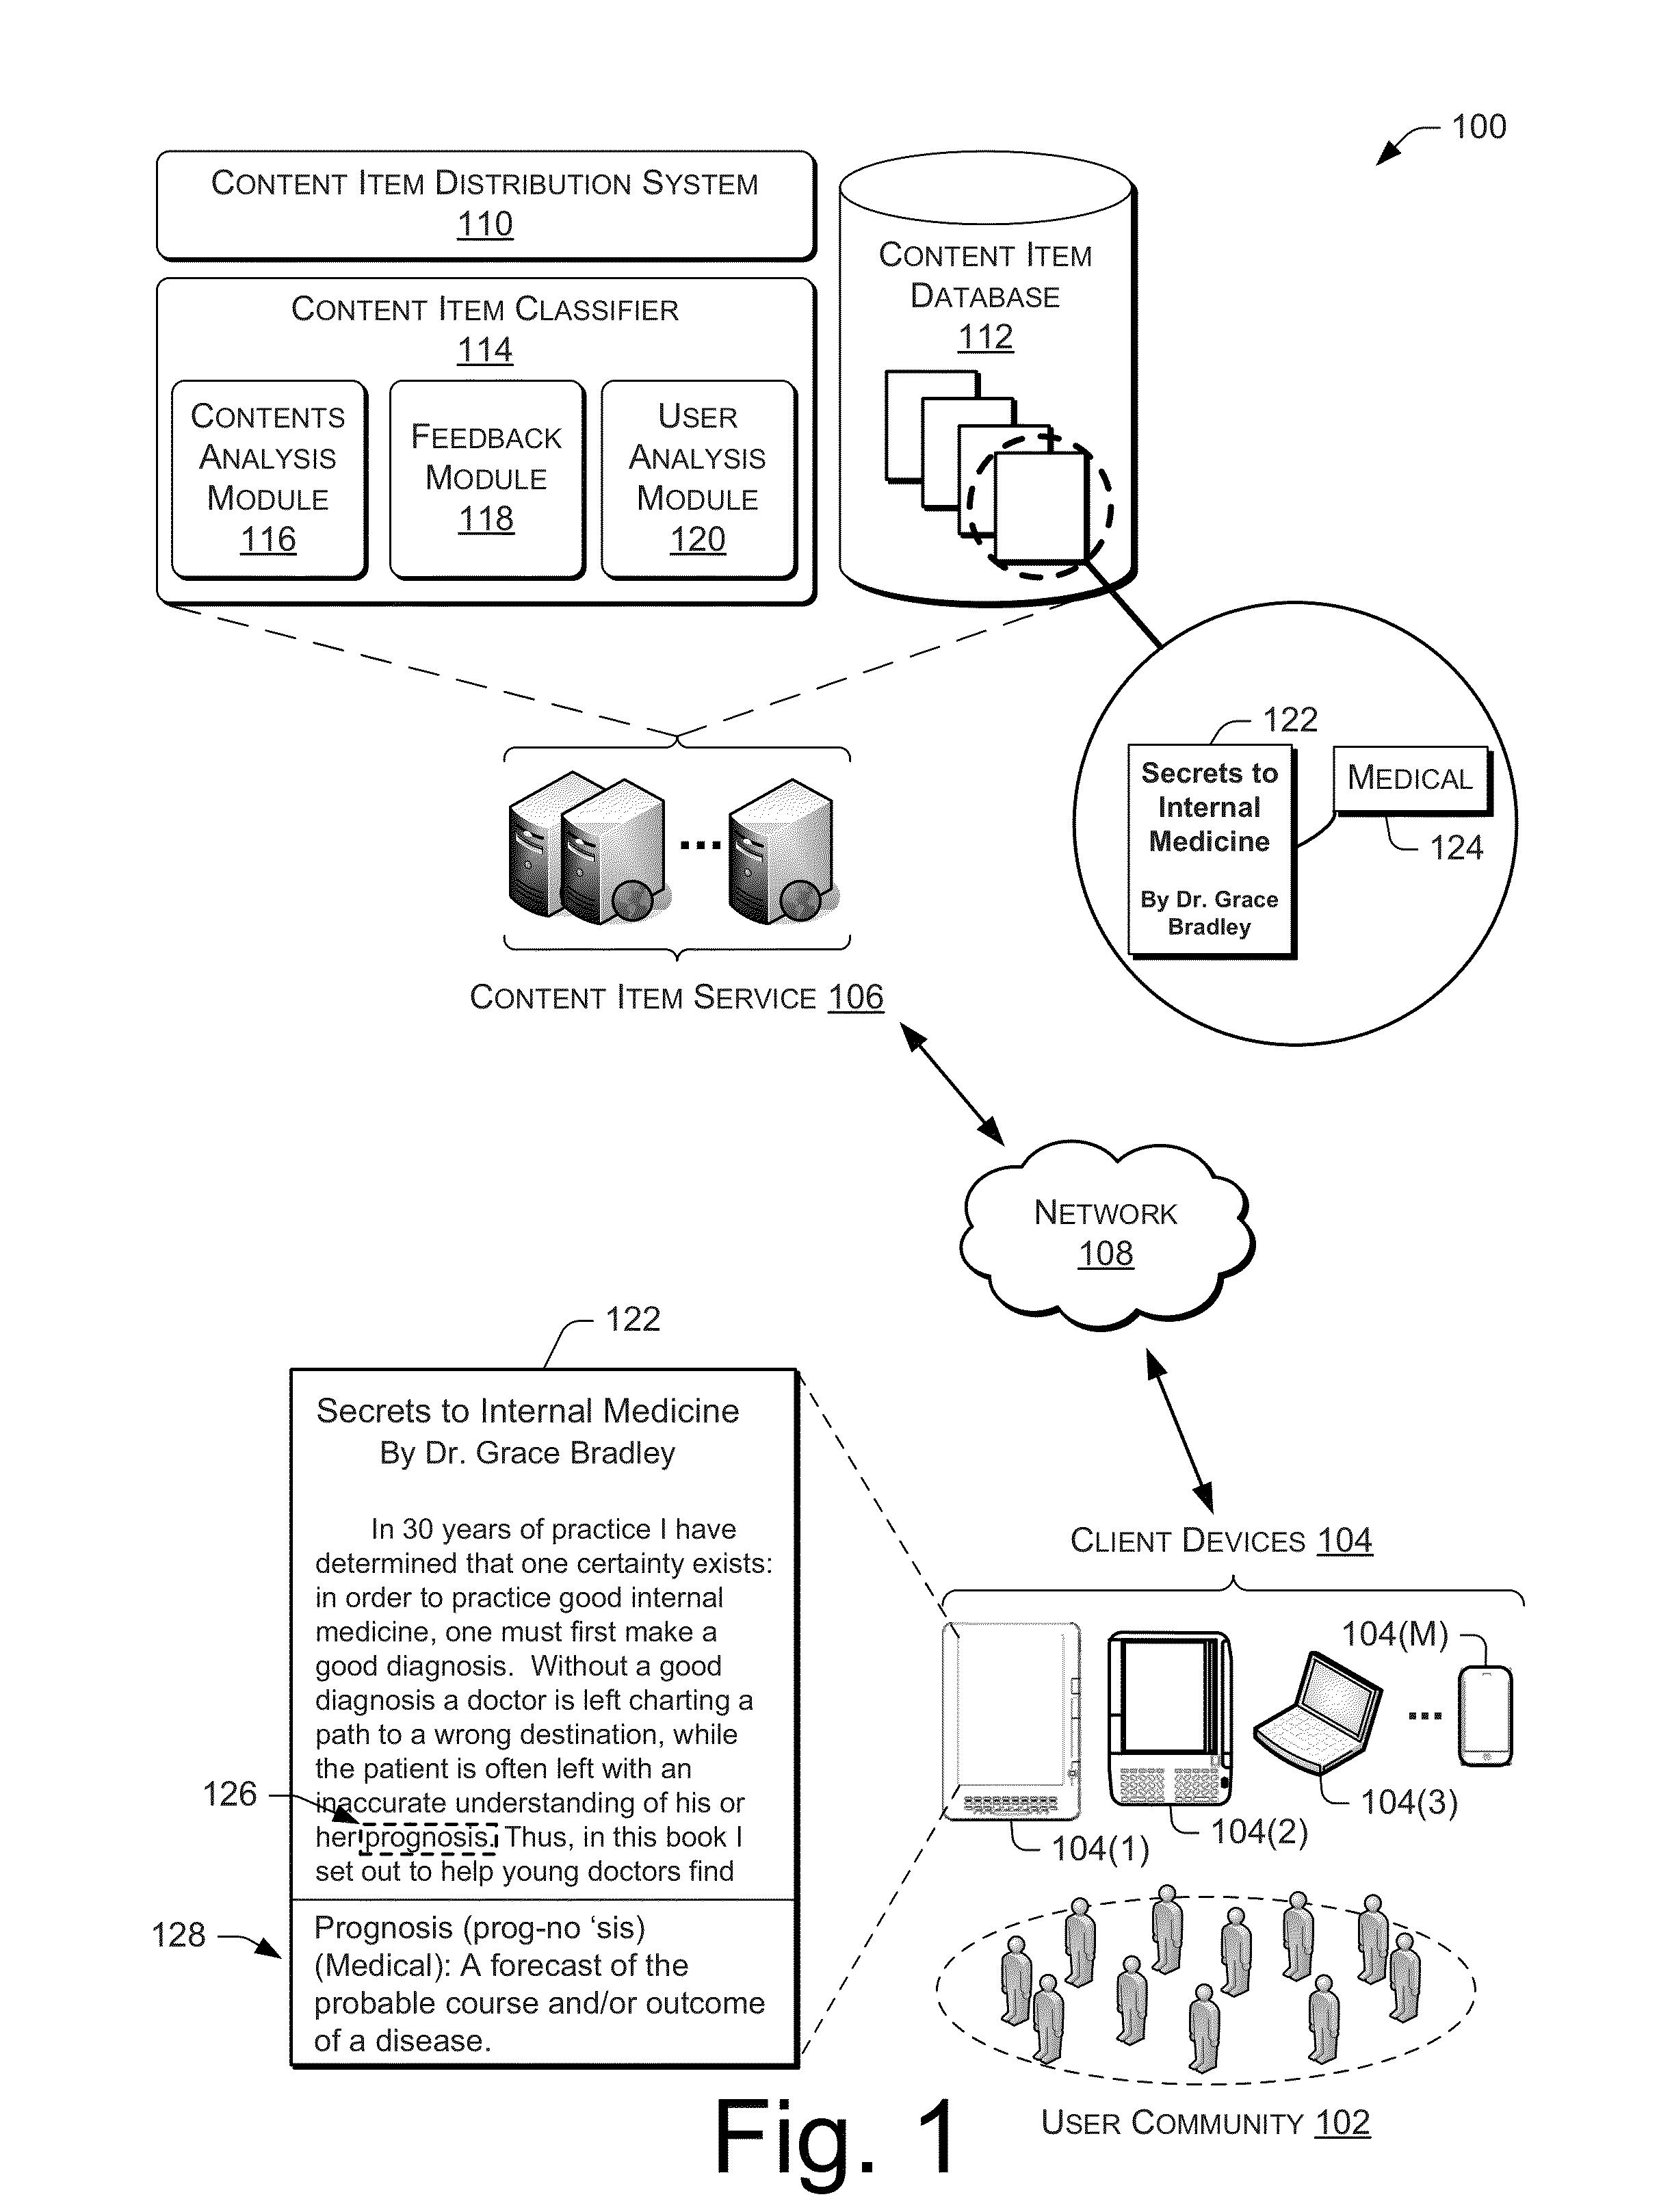 100
CONTENT ITEM DISTRIBUTION SYSTEM
110
CONTENT ITEM CLASSIFIER
114
CONTENTS
ANALYSIS
MODULE
116
FEEDBACK
MODULE
118
USER
ANALYSIS
MODULE
120
CONTENT ITEM
DATABASE
112
122
Secrets to
Internal
Medicine
By Dr. Grace
Bradley
MEDICAL
124
CONTENT ITEM SERVICE 106
NETWORK
108
122
Secrets to Internal Medicine
By Dr. Grace Bradley
In 30 years of practice I have
determined that one certainty exists:
in order to practice good internal
medicine, one must first make a
good diagnosis.  Without a good
diagnosis a doctor is left charting a
path to a wrong destination, while
the patient is often left with an
inaccurate understanding of his or
her prognosis. Thus, in this book I
set out to help young doctors find
126
128
Prognosis (prog-no ‘sis)
(Medical): A forecast of the
probable course and/or outcome
of a disease.
CLIENT DEVICES 104
104(M)
104(3)
104(2)
104(1)
USER COMMUNITY 102
Fig. 1